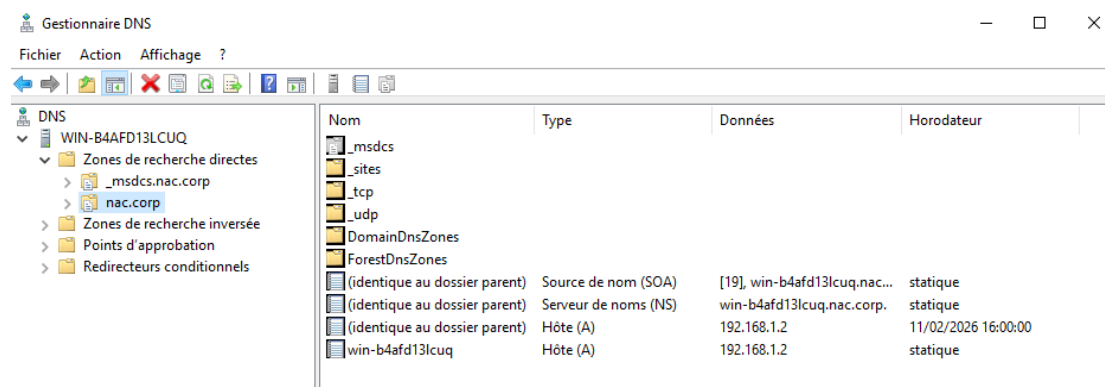 Gestionnaire DNS
Fichier Action Affichage ?
DNS
WIN-B4AFD13LCUQ
Zones de recherche directes
_msdcs.nac.corp
nac.corp
Zones de recherche inversée
Points d'approbation
Redirecteurs conditionnels
Nom Type Données Horodateur
_msdcs
_sites
_tcp
_udp
DomainDnsZones
ForestDnsZones
(identique au dossier parent) Source de nom (SOA) [19], win-b4afd13lcuq.nac... statique
(identique au dossier parent) Serveur de noms (NS) win-b4afd13lcuq.nac.corp. statique
(identique au dossier parent) Hôte (A) 192.168.1.2 11/02/2026 16:00:00
win-b4afd13lcuq Hôte (A) 192.168.1.2 statique